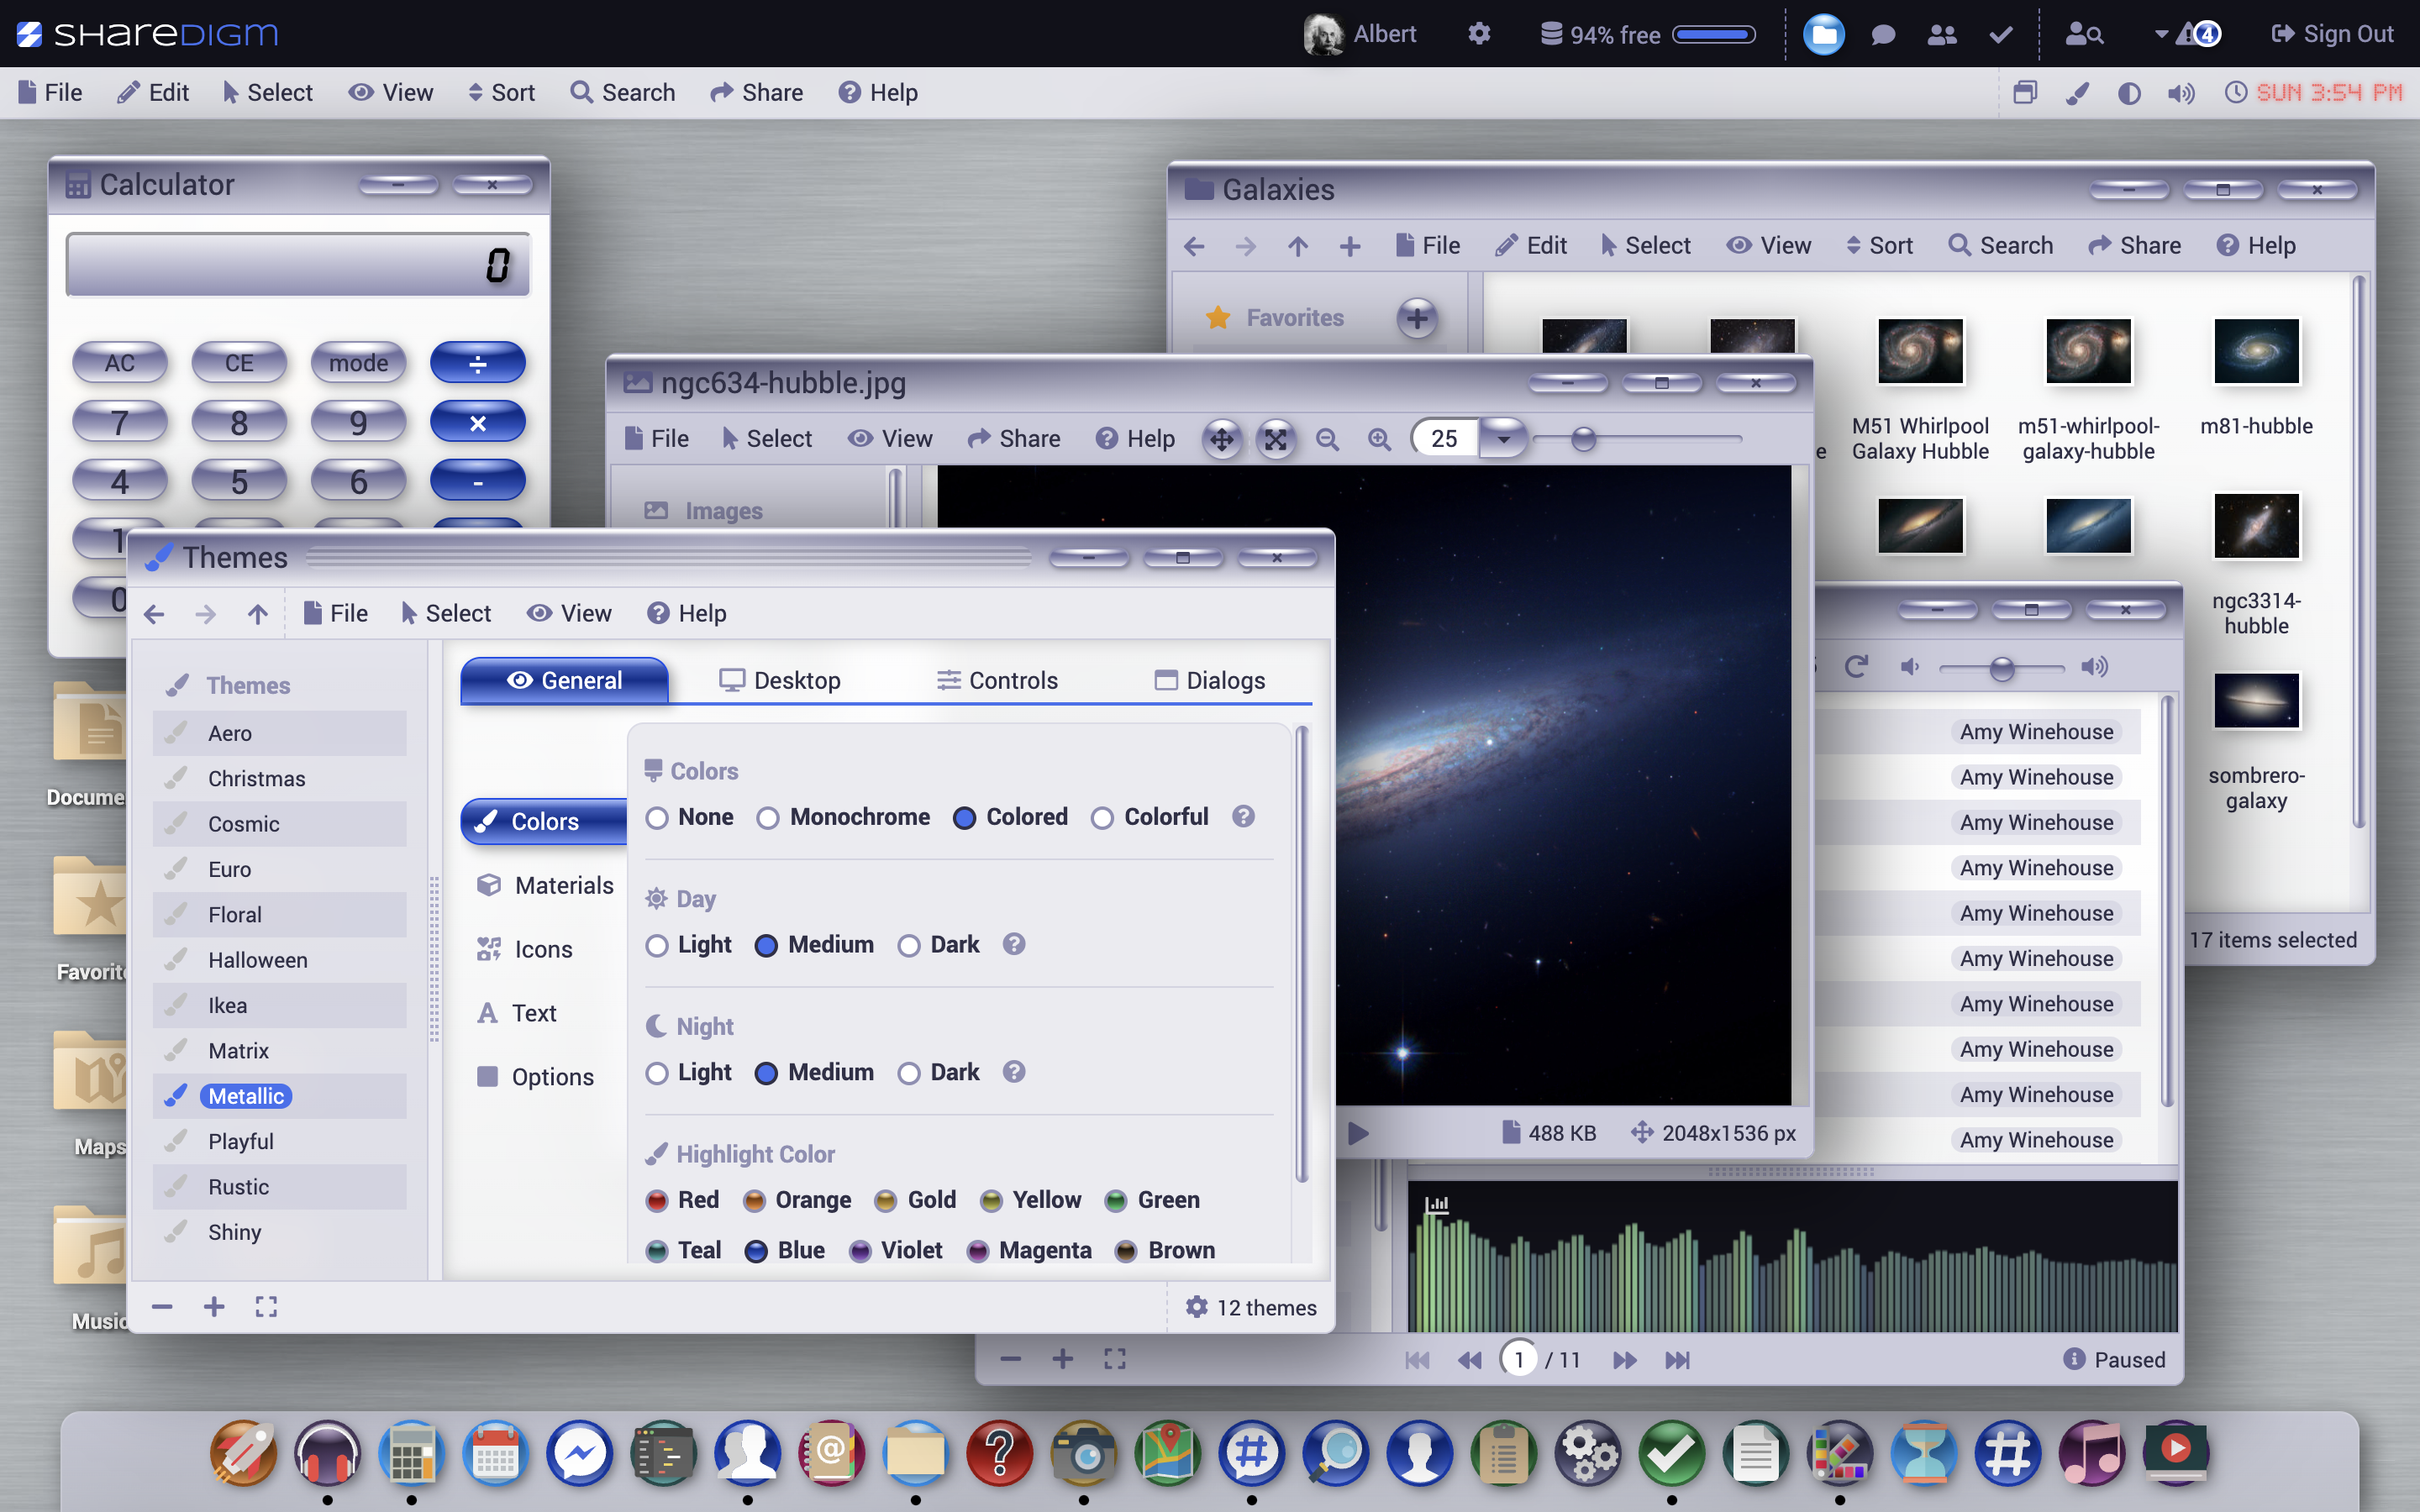 SHAREDIGM
Albert
94% free
4
Sign Out
File Edit Select View Sort Search Share Help
SUN 3:54 PM
Calculator
0
AC CE mode ÷
7 8 9 ×
4 5 6 -
1
0
Galaxies
File Edit Select View Sort Search Share Help
Favorites
M51 Whirlpool
Galaxy Hubble
m51-whirlpool-
galaxy-hubble
m81-hubble
ngc3314-
hubble
sombrero-
galaxy
17 items selected
ngc634-hubble.jpg
File Select View Share Help
25
Images
488 KB
2048x1536 px
Themes
File Select View Help
Themes
Aero
Christmas
Cosmic
Euro
Floral
Halloween
Ikea
Matrix
Metallic
Playful
Rustic
Shiny
General Desktop Controls Dialogs
Colors
Materials
Icons
Text
Options
Colors
None Monochrome Colored Colorful
Day
Light Medium Dark
Night
Light Medium Dark
Highlight Color
Red Orange Gold Yellow Green
Teal Blue Violet Magenta Brown
12 themes
Amy Winehouse
Amy Winehouse
Amy Winehouse
Amy Winehouse
Amy Winehouse
Amy Winehouse
Amy Winehouse
Amy Winehouse
Amy Winehouse
Amy Winehouse
1 / 11
Paused
Maps
Music